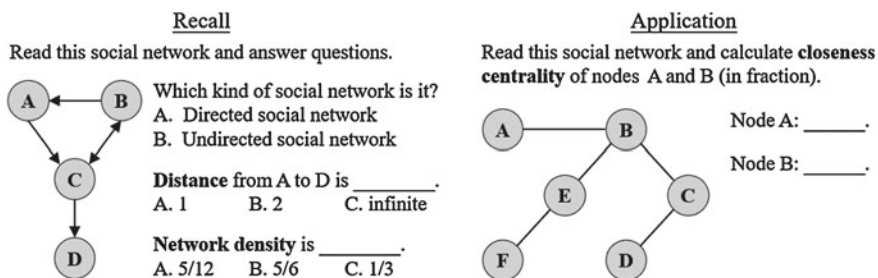 Recall
Read this social network and answer questions.
A
B
C
D
Which kind of social network is it?
A. Directed social network
B. Undirected social network
Distance from A to D is ________.
A. 1 B. 2 C. infinite
Network density is ________.
A. 5/12 B. 5/6 C. 1/3
Application
Read this social network and calculate closeness
centrality of nodes A and B (in fraction).
A
B
E
C
F
D
Node A: ______.
Node B: ______.